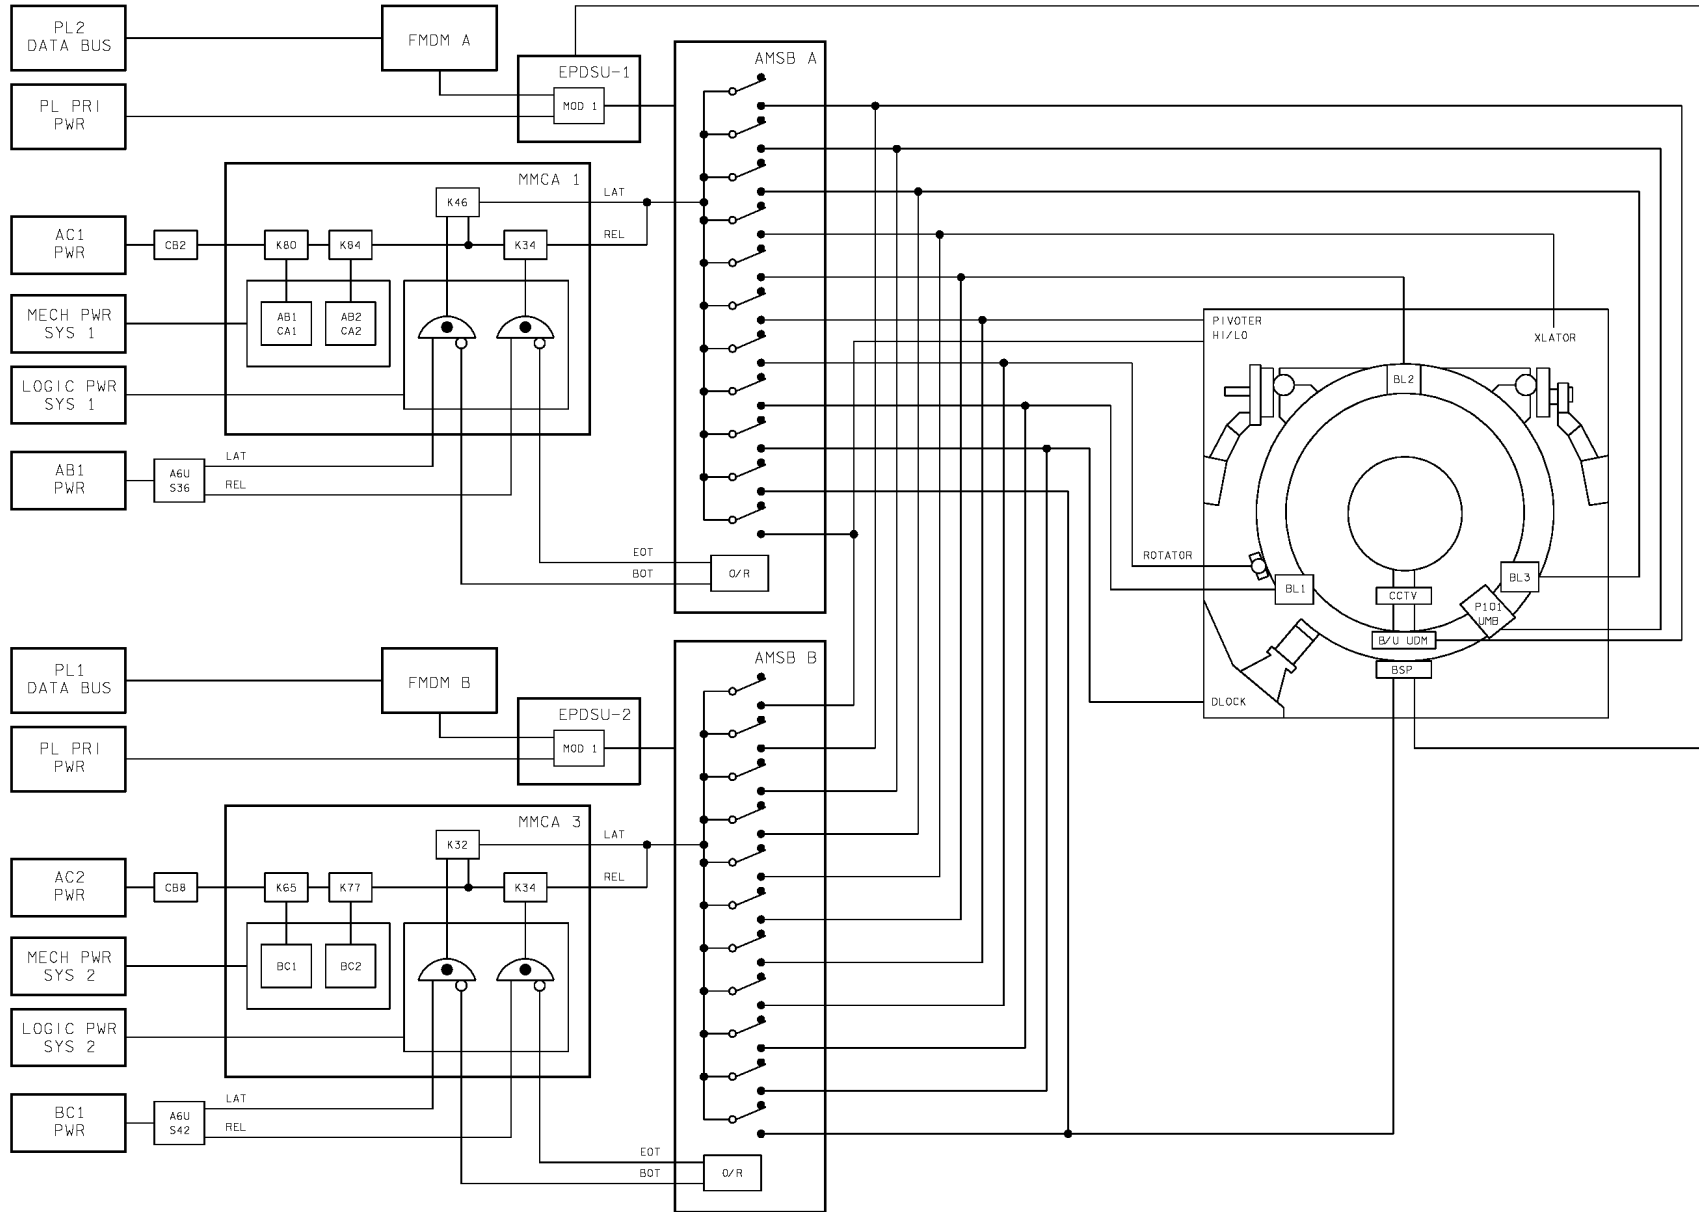 PL2
DATA BUS
FMDM A
EPDSU-1
MOD 1
AMSB A
PL PRI
PWR
MMCA 1
LAT
K46
REL
AC1
PWR
CB2
K80
K84
K34
MECH PWR
SYS 1
AB1
CA1
AB2
CA2
LOGIC PWR
SYS 1
AB1
PWR
A6U
S36
LAT
REL
EOT
BOT
O/R
PIVOTER
HI/LO
XLATOR
BL2
ROTATOR
BL1
BL3
CCTV
P101
UMB
B/U UDM
BSP
DLOCK
PL1
DATA BUS
FMDM B
EPDSU-2
MOD 1
AMSB B
PL PRI
PWR
MMCA 3
LAT
K32
REL
AC2
PWR
CB8
K65
K77
K34
MECH PWR
SYS 2
BC1
BC2
LOGIC PWR
SYS 2
BC1
PWR
A6U
S42
LAT
REL
EOT
BOT
O/R